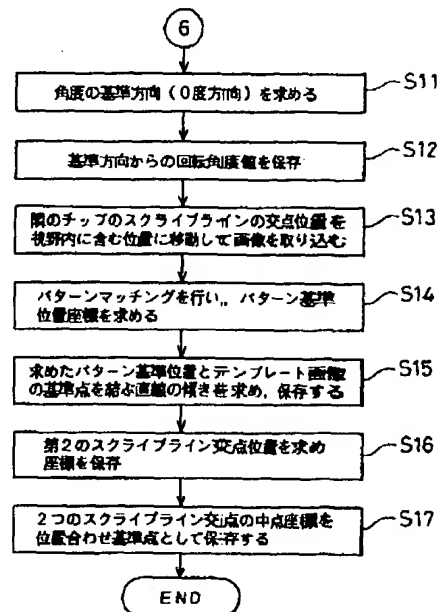 6
角度の基準方向（0度方向）を求める
S11
基準方向からの回転角度値を保存
S12
隣のチップのスクライブラインの交点位置を
視野内に含む位置に移動して画像を取り込む
S13
パターンマッチングを行い、パターン基準
位置座標を求める
S14
求めたパターン基準位置とテンプレート画像
の基準点を結ぶ直線の傾きを求め、保存する
S15
第2のスクライブライン交点位置を求め
座標を保存
S16
2つのスクライブライン交点の中点座標を
位置合わせ基準点として保存する
S17
END